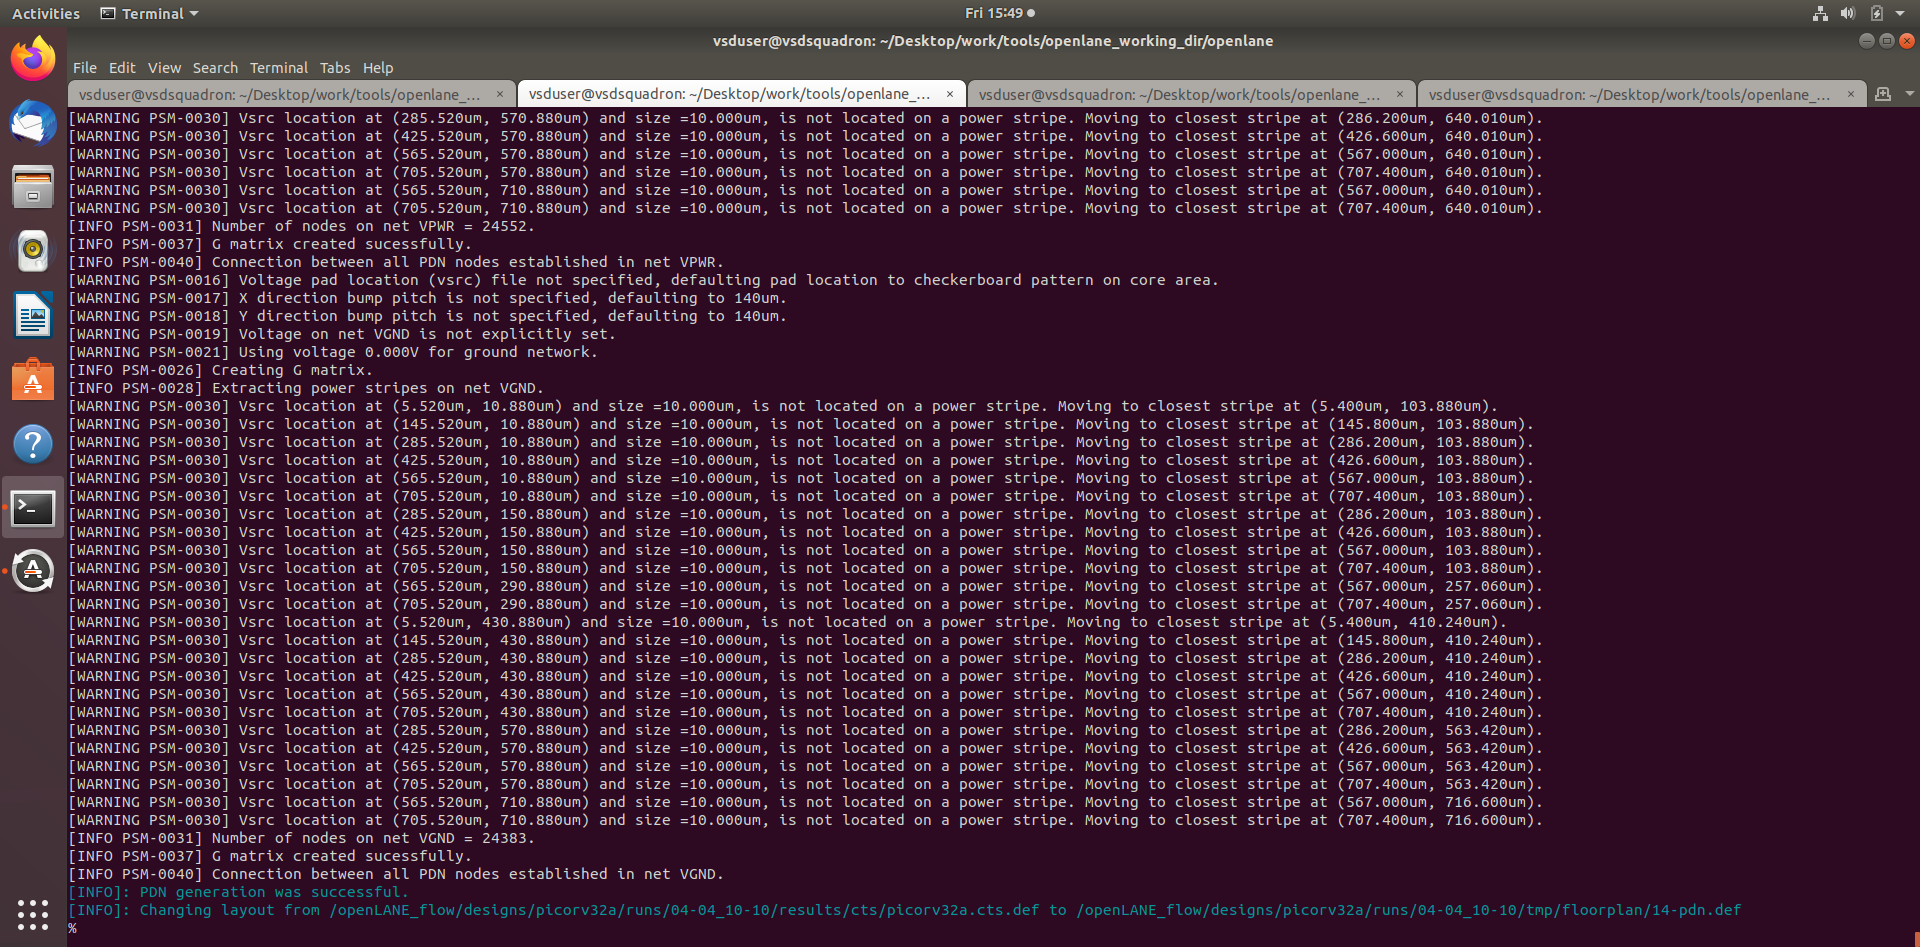 Activities Terminal Fri 15:49
vsduser@vsdsquadron: ~/Desktop/work/tools/openlane_working_dir/openlane
File Edit View Search Terminal Tabs Help
vsduser@vsdsquadron: ~/Desktop/work/tools/openlane_... × vsduser@vsdsquadron: ~/Desktop/work/tools/openlane_... × vsduser@vsdsquadron: ~/Desktop/work/tools/openlane_... × vsduser@vsdsquadron: ~/Desktop/work/tools/openlane_... ×
[WARNING PSM-0030] Vsrc location at (285.520um, 570.880um) and size =10.000um, is not located on a power stripe. Moving to closest stripe at (286.200um, 640.010um).
[WARNING PSM-0030] Vsrc location at (425.520um, 570.880um) and size =10.000um, is not located on a power stripe. Moving to closest stripe at (426.600um, 640.010um).
[WARNING PSM-0030] Vsrc location at (565.520um, 570.880um) and size =10.000um, is not located on a power stripe. Moving to closest stripe at (567.000um, 640.010um).
[WARNING PSM-0030] Vsrc location at (705.520um, 570.880um) and size =10.000um, is not located on a power stripe. Moving to closest stripe at (707.400um, 640.010um).
[WARNING PSM-0030] Vsrc location at (565.520um, 710.880um) and size =10.000um, is not located on a power stripe. Moving to closest stripe at (567.000um, 640.010um).
[WARNING PSM-0030] Vsrc location at (705.520um, 710.880um) and size =10.000um, is not located on a power stripe. Moving to closest stripe at (707.400um, 640.010um).
[INFO PSM-0031] Number of nodes on net VPWR = 24552.
[INFO PSM-0037] G matrix created sucessfully.
[INFO PSM-0040] Connection between all PDN nodes established in net VPWR.
[WARNING PSM-0016] Voltage pad location (vsrc) file not specified, defaulting pad location to checkerboard pattern on core area.
[WARNING PSM-0017] X direction bump pitch is not specified, defaulting to 140um.
[WARNING PSM-0018] Y direction bump pitch is not specified, defaulting to 140um.
[WARNING PSM-0019] Voltage on net VGND is not explicitly set.
[WARNING PSM-0021] Using voltage 0.000V for ground network.
[INFO PSM-0026] Creating G matrix.
[INFO PSM-0028] Extracting power stripes on net VGND.
[WARNING PSM-0030] Vsrc location at (5.520um, 10.880um) and size =10.000um, is not located on a power stripe. Moving to closest stripe at (5.400um, 103.880um).
[WARNING PSM-0030] Vsrc location at (145.520um, 10.880um) and size =10.000um, is not located on a power stripe. Moving to closest stripe at (145.800um, 103.880um).
[WARNING PSM-0030] Vsrc location at (285.520um, 10.880um) and size =10.000um, is not located on a power stripe. Moving to closest stripe at (286.200um, 103.880um).
[WARNING PSM-0030] Vsrc location at (425.520um, 10.880um) and size =10.000um, is not located on a power stripe. Moving to closest stripe at (426.600um, 103.880um).
[WARNING PSM-0030] Vsrc location at (565.520um, 10.880um) and size =10.000um, is not located on a power stripe. Moving to closest stripe at (567.000um, 103.880um).
[WARNING PSM-0030] Vsrc location at (705.520um, 10.880um) and size =10.000um, is not located on a power stripe. Moving to closest stripe at (707.400um, 103.880um).
[WARNING PSM-0030] Vsrc location at (285.520um, 150.880um) and size =10.000um, is not located on a power stripe. Moving to closest stripe at (286.200um, 103.880um).
[WARNING PSM-0030] Vsrc location at (425.520um, 150.880um) and size =10.000um, is not located on a power stripe. Moving to closest stripe at (426.600um, 103.880um).
[WARNING PSM-0030] Vsrc location at (565.520um, 150.880um) and size =10.000um, is not located on a power stripe. Moving to closest stripe at (567.000um, 103.880um).
[WARNING PSM-0030] Vsrc location at (705.520um, 150.880um) and size =10.000um, is not located on a power stripe. Moving to closest stripe at (707.400um, 103.880um).
[WARNING PSM-0030] Vsrc location at (565.520um, 290.880um) and size =10.000um, is not located on a power stripe. Moving to closest stripe at (567.000um, 257.060um).
[WARNING PSM-0030] Vsrc location at (705.520um, 290.880um) and size =10.000um, is not located on a power stripe. Moving to closest stripe at (707.400um, 257.060um).
[WARNING PSM-0030] Vsrc location at (5.520um, 430.880um) and size =10.000um, is not located on a power stripe. Moving to closest stripe at (5.400um, 410.240um).
[WARNING PSM-0030] Vsrc location at (145.520um, 430.880um) and size =10.000um, is not located on a power stripe. Moving to closest stripe at (145.800um, 410.240um).
[WARNING PSM-0030] Vsrc location at (285.520um, 430.880um) and size =10.000um, is not located on a power stripe. Moving to closest stripe at (286.200um, 410.240um).
[WARNING PSM-0030] Vsrc location at (425.520um, 430.880um) and size =10.000um, is not located on a power stripe. Moving to closest stripe at (426.600um, 410.240um).
[WARNING PSM-0030] Vsrc location at (565.520um, 430.880um) and size =10.000um, is not located on a power stripe. Moving to closest stripe at (567.000um, 410.240um).
[WARNING PSM-0030] Vsrc location at (705.520um, 430.880um) and size =10.000um, is not located on a power stripe. Moving to closest stripe at (707.400um, 410.240um).
[WARNING PSM-0030] Vsrc location at (285.520um, 570.880um) and size =10.000um, is not located on a power stripe. Moving to closest stripe at (286.200um, 563.420um).
[WARNING PSM-0030] Vsrc location at (425.520um, 570.880um) and size =10.000um, is not located on a power stripe. Moving to closest stripe at (426.600um, 563.420um).
[WARNING PSM-0030] Vsrc location at (565.520um, 570.880um) and size =10.000um, is not located on a power stripe. Moving to closest stripe at (567.000um, 563.420um).
[WARNING PSM-0030] Vsrc location at (705.520um, 570.880um) and size =10.000um, is not located on a power stripe. Moving to closest stripe at (707.400um, 563.420um).
[WARNING PSM-0030] Vsrc location at (565.520um, 710.880um) and size =10.000um, is not located on a power stripe. Moving to closest stripe at (567.000um, 716.600um).
[WARNING PSM-0030] Vsrc location at (705.520um, 710.880um) and size =10.000um, is not located on a power stripe. Moving to closest stripe at (707.400um, 716.600um).
[INFO PSM-0031] Number of nodes on net VGND = 24383.
[INFO PSM-0037] G matrix created sucessfully.
[INFO PSM-0040] Connection between all PDN nodes established in net VGND.
[INFO]: PDN generation was successful.
[INFO]: Changing layout from /openLANE_flow/designs/picorv32a/runs/04-04_10-10/results/cts/picorv32a.cts.def to /openLANE_flow/designs/picorv32a/runs/04-04_10-10/tmp/floorplan/14-pdn.def
%